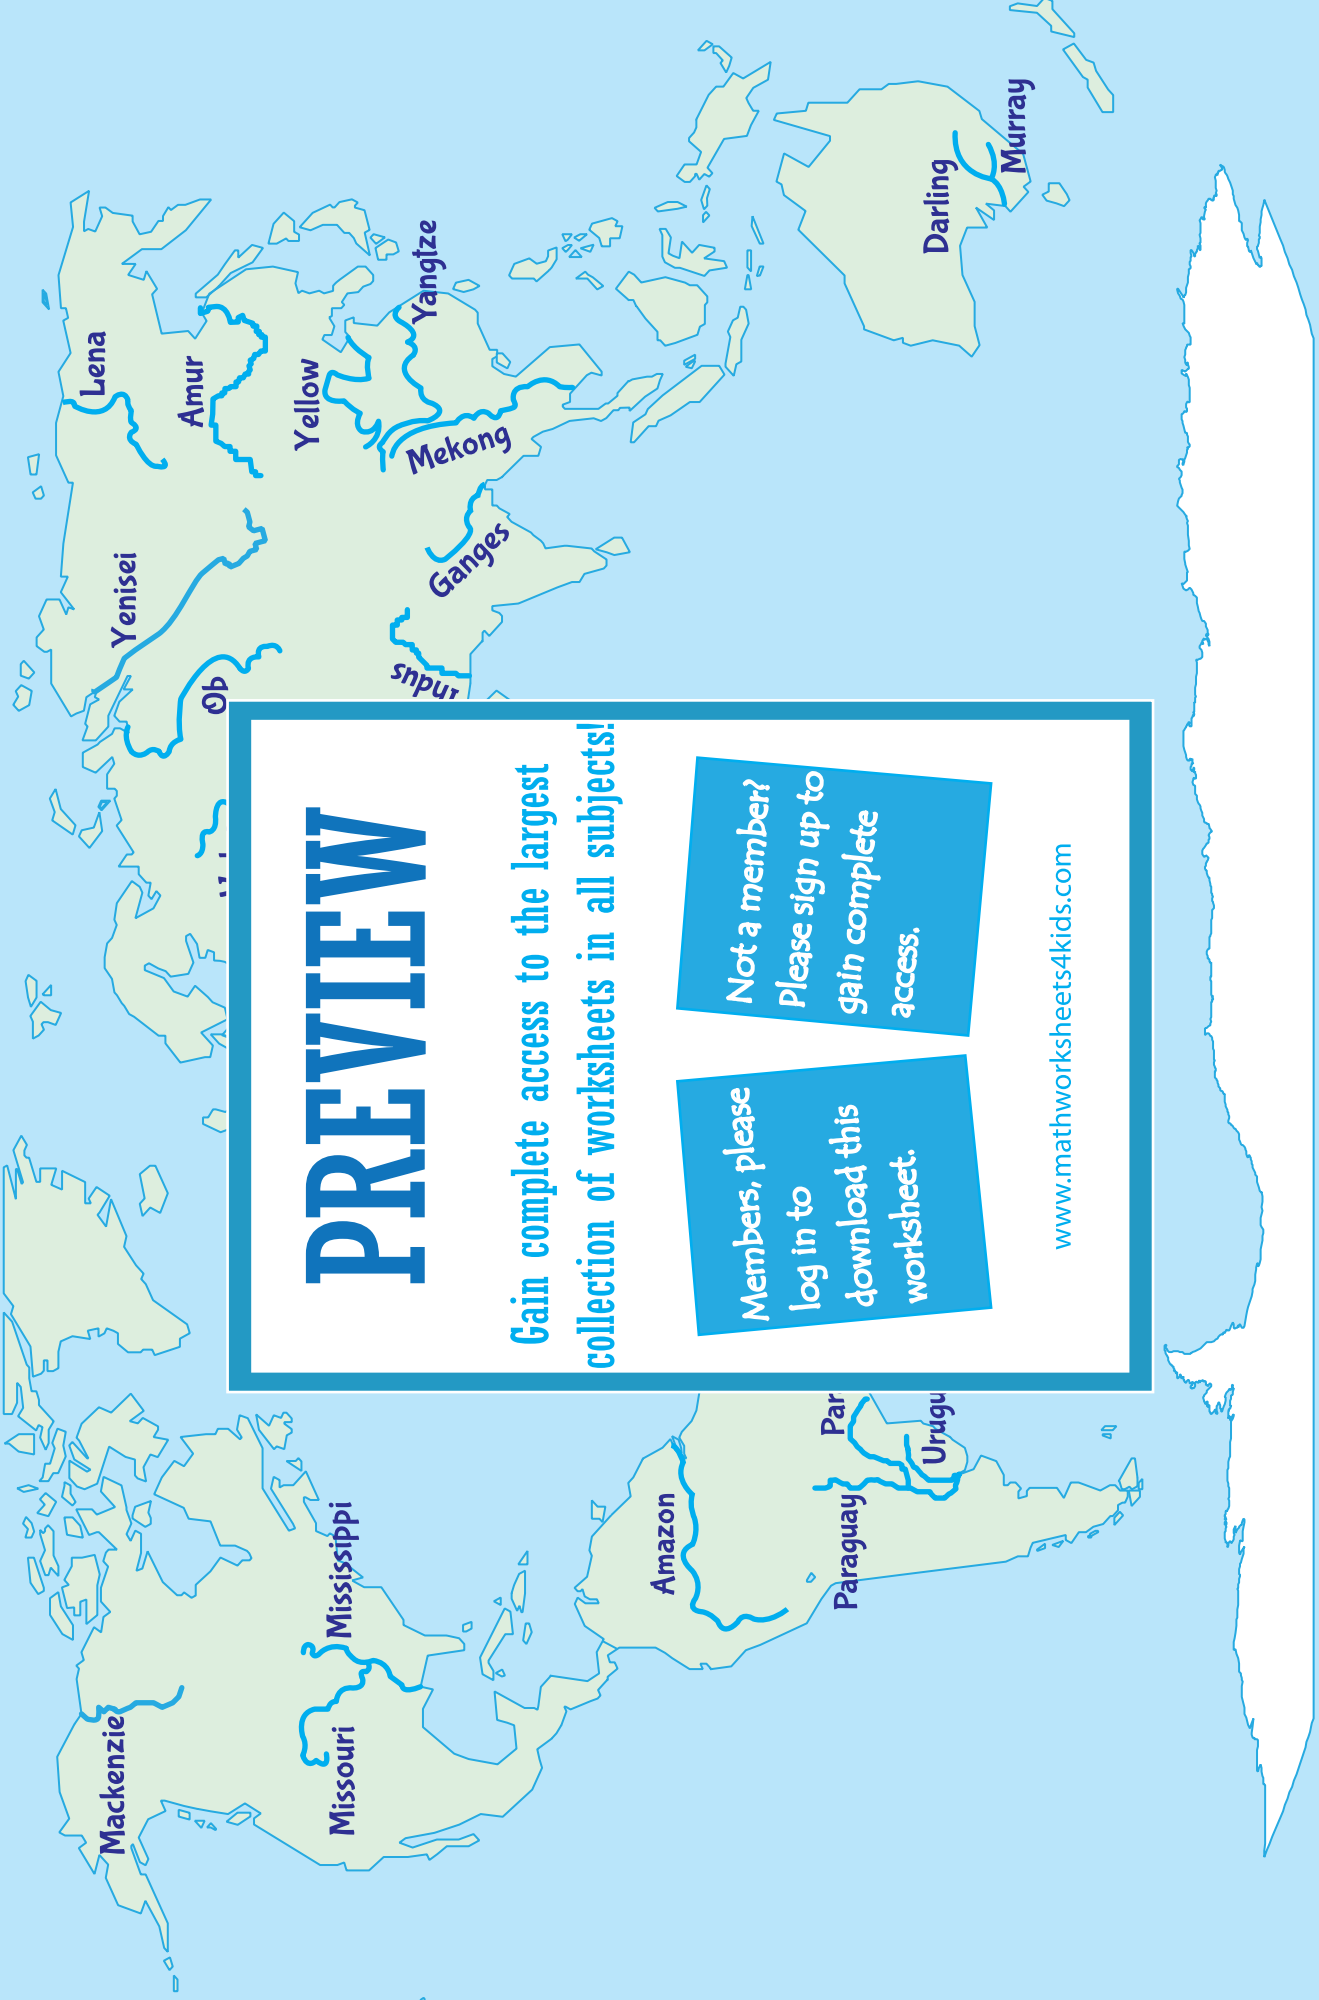 Mackenzie
Missouri
Mississippi
Amazon
Paraguay
Par
Urugu
Ob
Yenisei
Lena
Amur
Yellow
Yangtze
Mekong
Ganges
Indus
Darling
Murray
PREVIEW
Gain complete access to the largest
collection of worksheets in all subjects!
Members, please
log in to
download this
worksheet.
Not a member?
Please sign up to
gain complete
access.
www.mathworksheets4kids.com